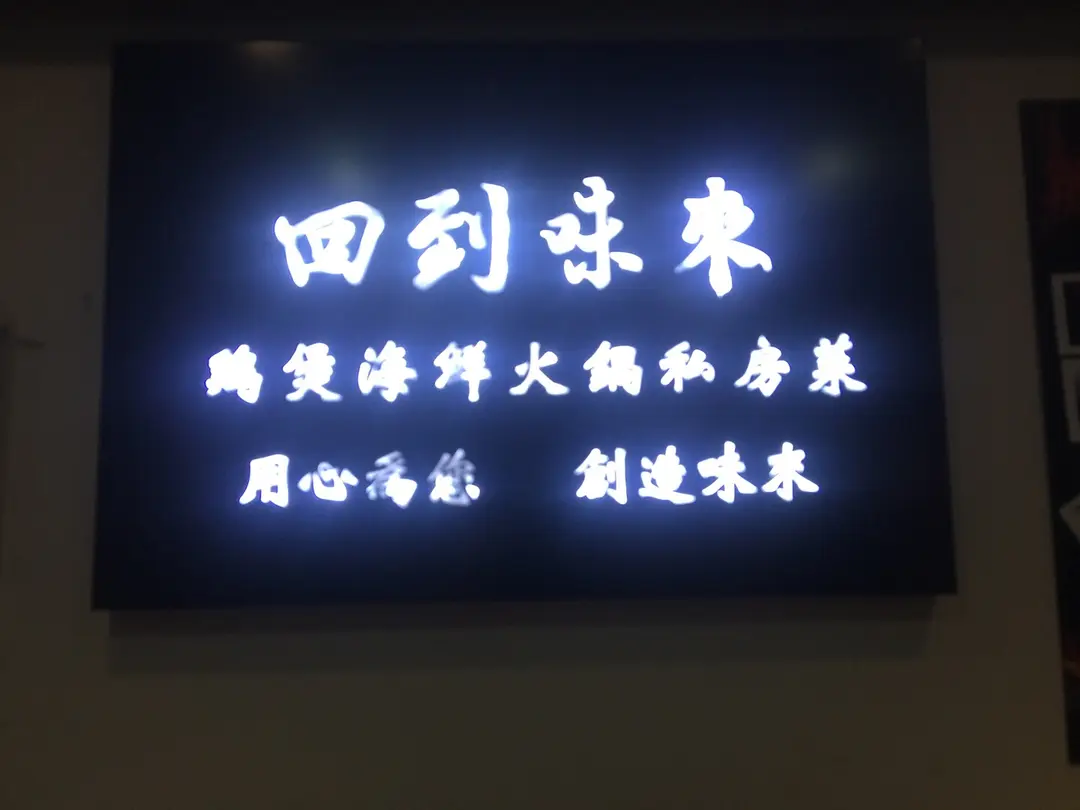 回到味來
鷄煲海鮮火鍋私房菜
用心為您 創造味來